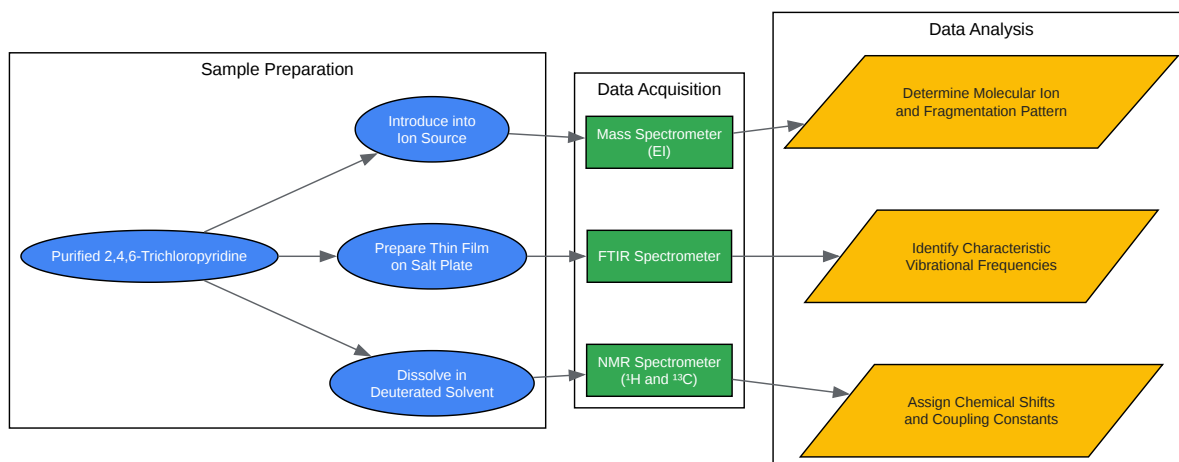 Sample Preparation
Purified 2,4,6-Trichloropyridine
Introduce into
Ion Source
Prepare Thin Film
on Salt Plate
Dissolve in
Deuterated Solvent
Data Acquisition
Mass Spectrometer
(EI)
FTIR Spectrometer
NMR Spectrometer
(¹H and ¹³C)
Data Analysis
Determine Molecular Ion
and Fragmentation Pattern
Identify Characteristic
Vibrational Frequencies
Assign Chemical Shifts
and Coupling Constants